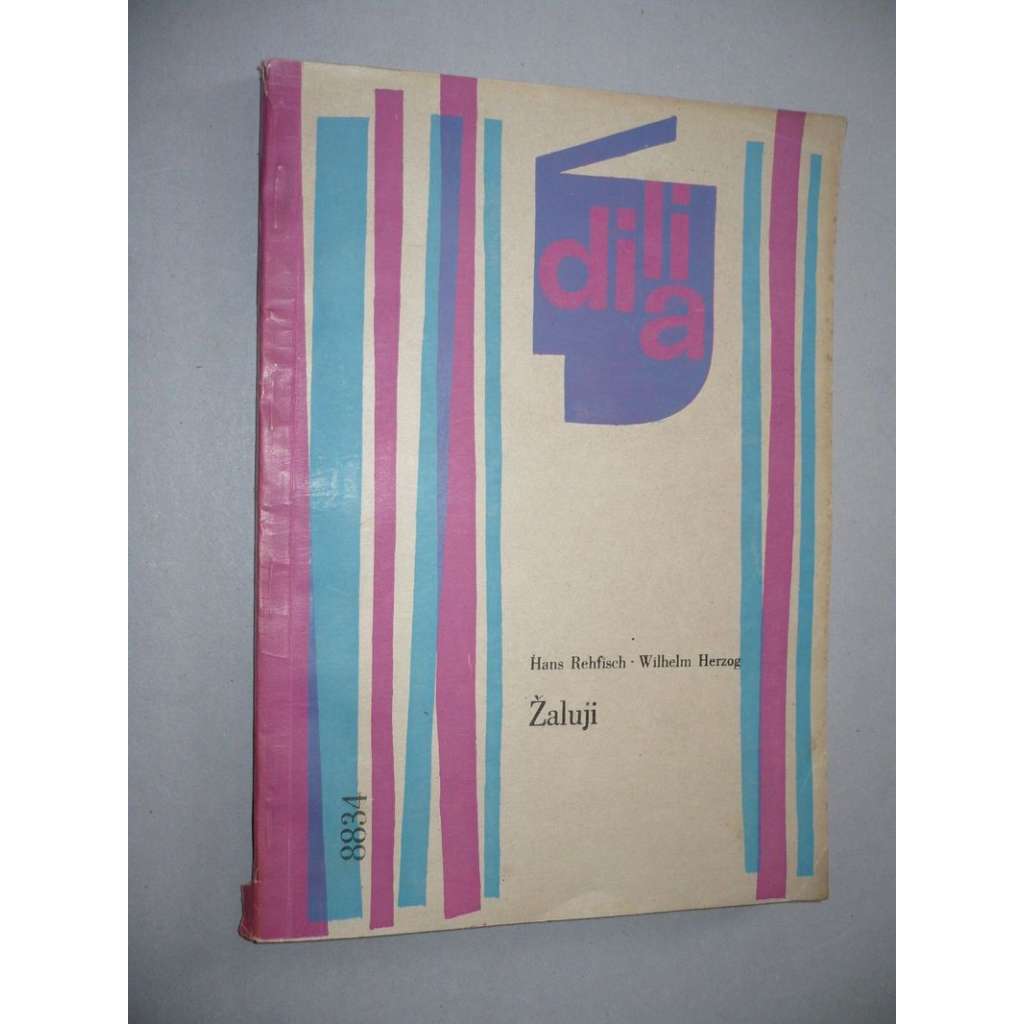 dilia
Hans Rehfisch · Wilhelm Herzog
Žaluji
8834